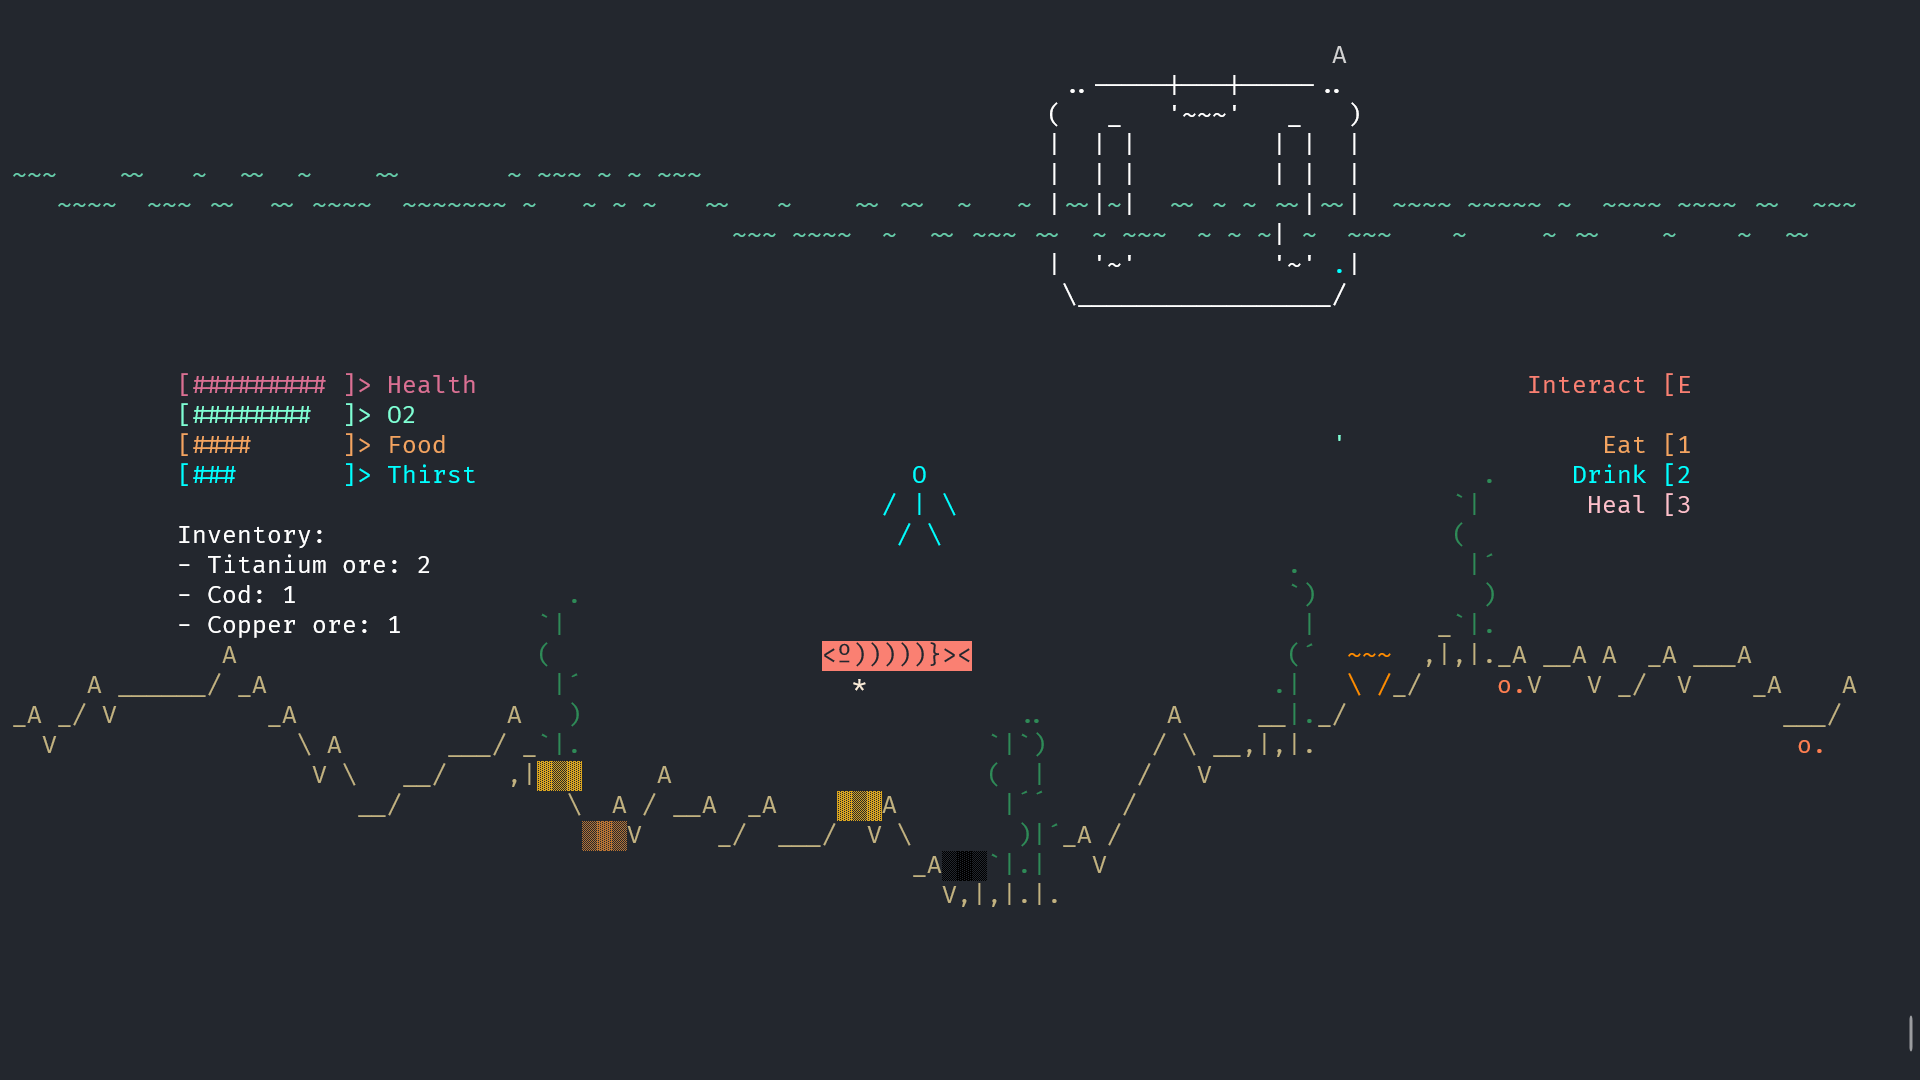 [######### ]> Health
[######## ]> O2
[#### ]> Food
[### ]> Thirst
Inventory:
- Titanium ore: 2
- Cod: 1
- Copper ore: 1
Interact [E
Eat [1
Drink [2
Heal [3